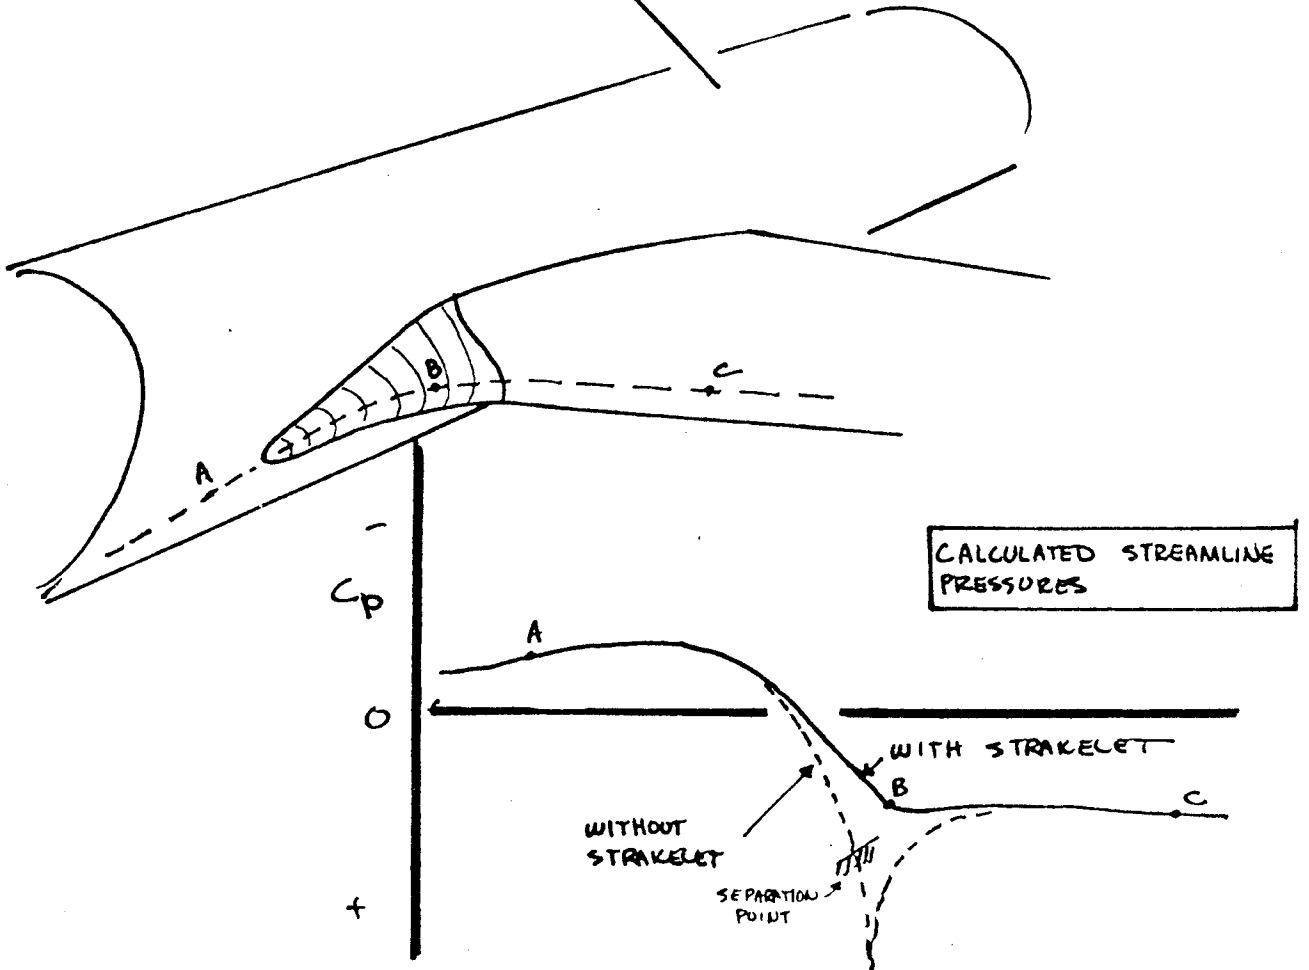 B
C
A
−
CALCULATED STREAMLINE
PRESSURES
Cp
A
O
WITH STRAKELET
B
C
WITHOUT
STRAKELET
SEPARATION
POINT
+